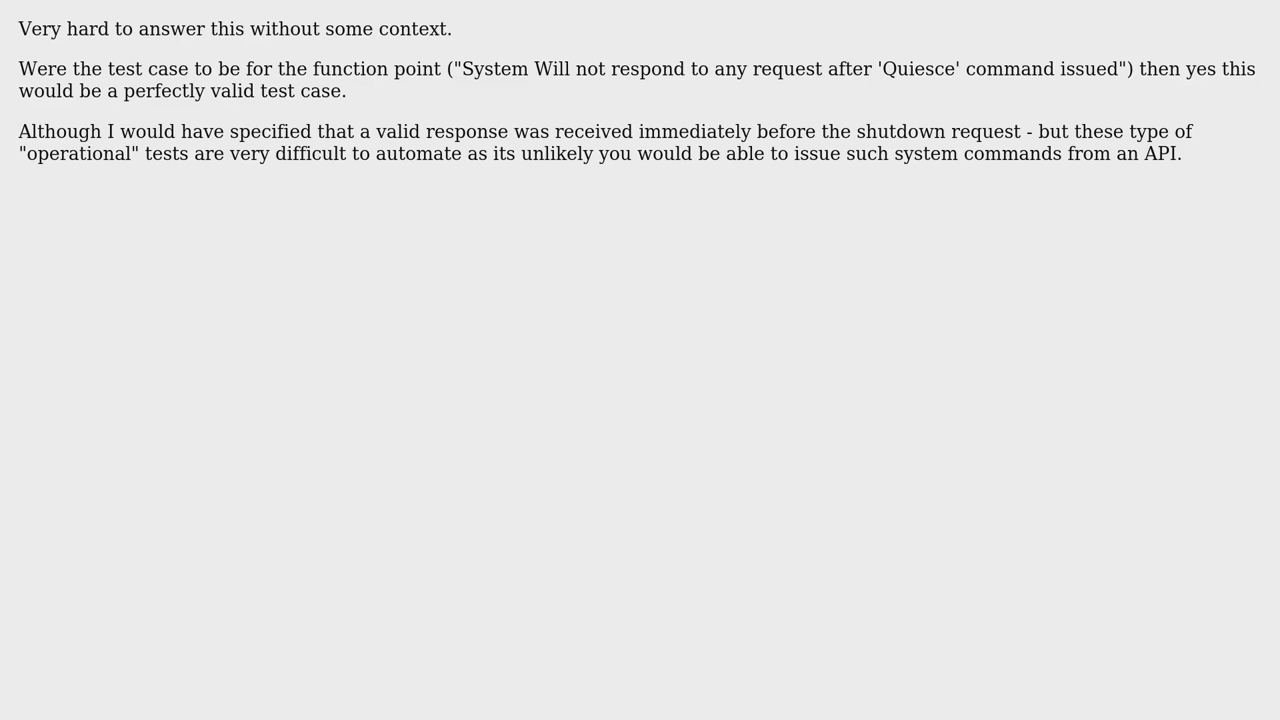 Very hard to answer this without some context.
Were the test case to be for the function point ("System Will not respond to any request after 'Quiesce' command issued") then yes this
would be a perfectly valid test case.
Although I would have specified that a valid response was received immediately before the shutdown request - but these type of
"operational" tests are very difficult to automate as its unlikely you would be able to issue such system commands from an API.